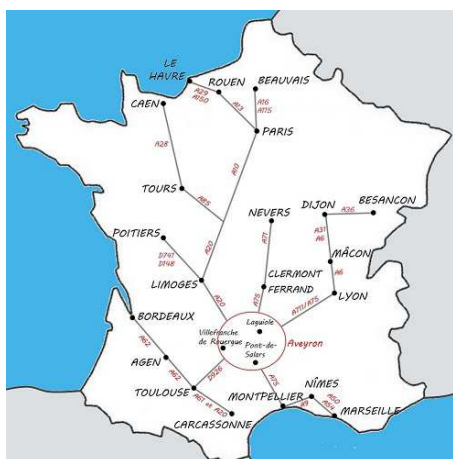 LE
HAVRE
ROUEN
BEAUVAIS
A29
A150
A13
A16
A115
CAEN
PARIS
A28
A10
TOURS
A85
NEVERS
DIJON
BESANCON
A36
POITIERS
A20
A77
A31
A6
MÂCON
D741
D148
CLERMONT
FERRAND
A6
LIMOGES
A20
A75
A711/A75
LYON
BORDEAUX
Laguiole
Villefranche
de Rouergue
Pont-de-
Salars
Aveyron
A62
AGEN
D926
A75
A62
TOULOUSE
NÎMES
MONTPELLIER
A9
A50
A54
A61 et
A20
MARSEILLE
CARCASSONNE